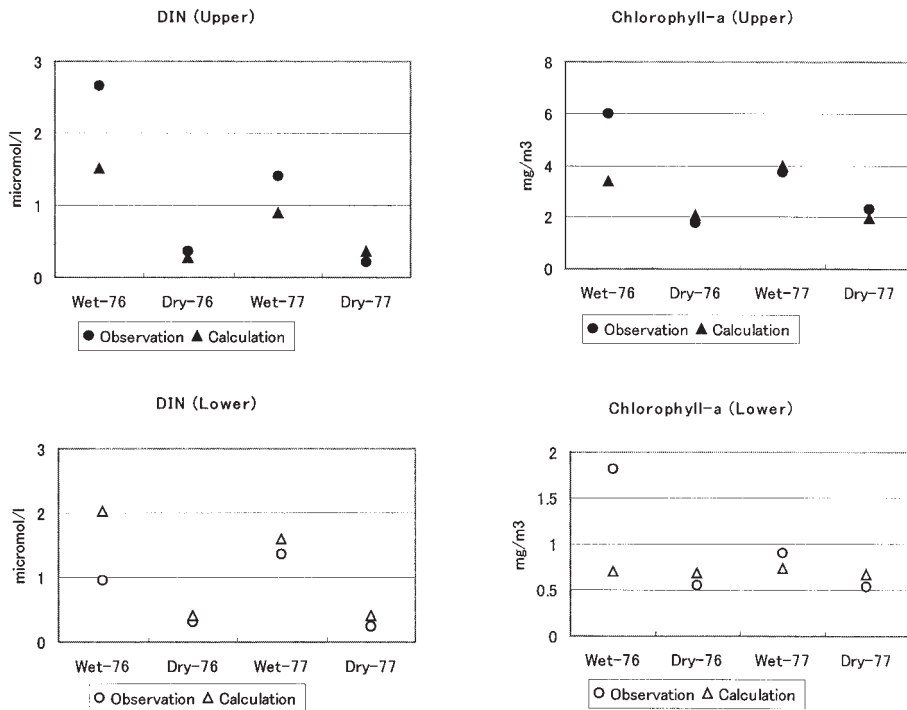 DIN (Upper)
micromol/l
3
2
1
0
Wet-76 Dry-76 Wet-77 Dry-77
● Observation ▲ Calculation
Chlorophyll-a (Upper)
mg/m3
8
6
4
2
0
Wet-76 Dry-76 Wet-77 Dry-77
● Observation ▲ Calculation
DIN (Lower)
micromol/l
3
2
1
0
Wet-76 Dry-76 Wet-77 Dry-77
○ Observation △ Calculation
Chlorophyll-a (Lower)
mg/m3
2
1.5
1
0.5
0
Wet-76 Dry-76 Wet-77 Dry-77
○ Observation △ Calculation